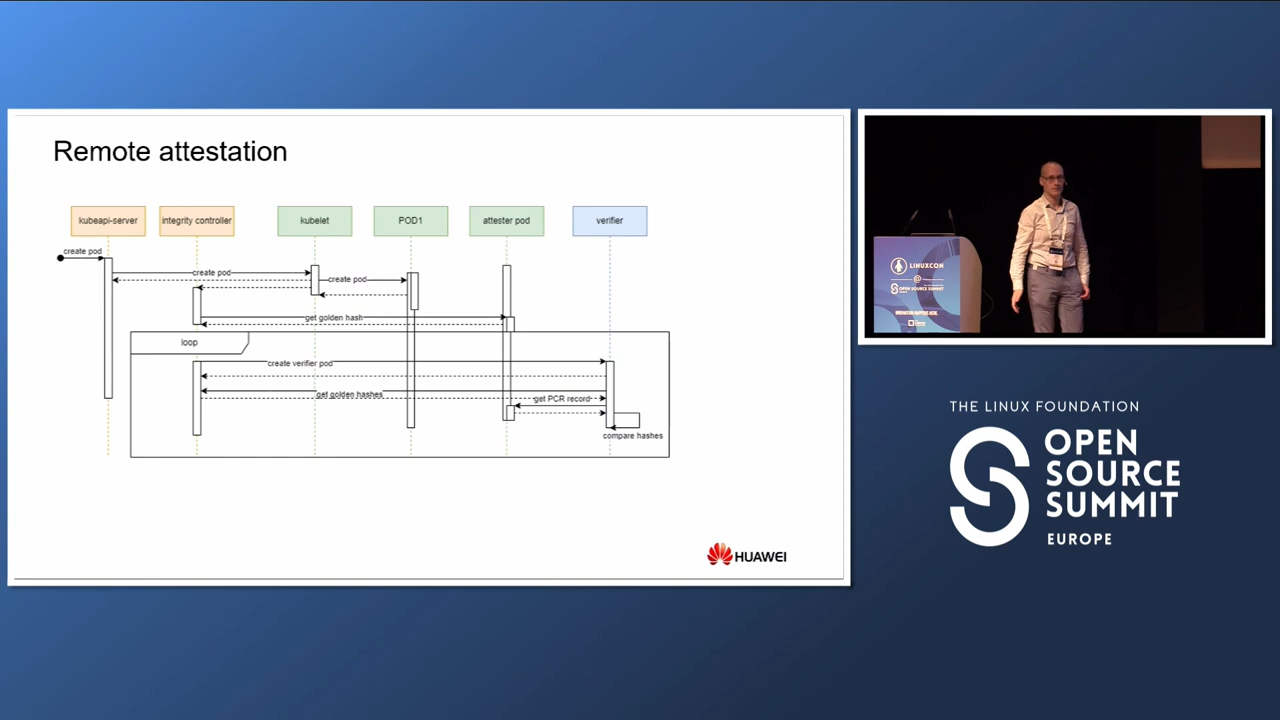 Remote attestation
kubeapi-server
integrity controller
kubelet
POD1
attester pod
verifier
create pod
create pod
create pod
get golden hash
loop
create verifier pod
get golden hashes
get PCR record
compare hashes
HUAWEI
LINUXCON
@
OPEN SOURCE SUMMIT
THE LINUX FOUNDATION
OPEN
SOURCE
SUMMIT
EUROPE